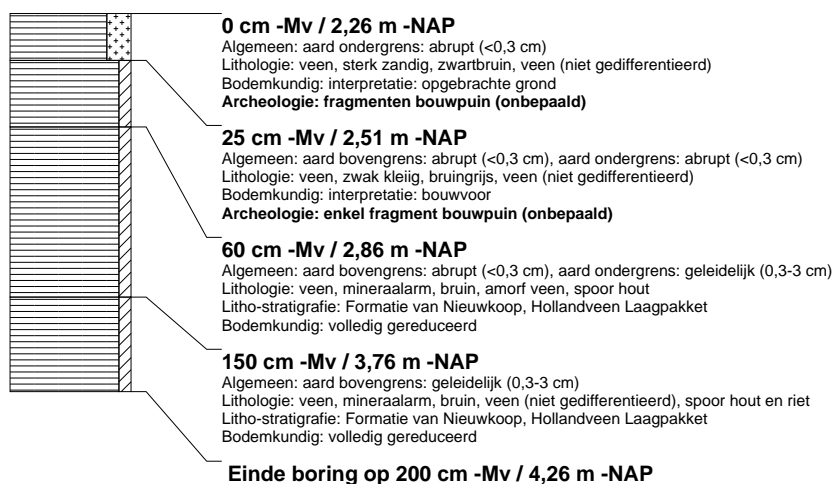 0 cm -Mv / 2,26 m -NAP
Algemeen: aard ondergrens: abrupt (<0,3 cm)
Lithologie: veen, sterk zandig, zwartbruin, veen (niet gedifferentieerd)
Bodemkundig: interpretatie: opgebrachte grond
Archeologie: fragmenten bouwpuin (onbepaald)
25 cm -Mv / 2,51 m -NAP
Algemeen: aard bovengrens: abrupt (<0,3 cm), aard ondergrens: abrupt (<0,3 cm)
Lithologie: veen, zwak kleiig, bruingrijs, veen (niet gedifferentieerd)
Bodemkundig: interpretatie: bouwvoor
Archeologie: enkel fragment bouwpuin (onbepaald)
60 cm -Mv / 2,86 m -NAP
Algemeen: aard bovengrens: abrupt (<0,3 cm), aard ondergrens: geleidelijk (0,3-3 cm)
Lithologie: veen, mineraalarm, bruin, amorf veen, spoor hout
Litho-stratigrafie: Formatie van Nieuwkoop, Hollandveen Laagpakket
Bodemkundig: volledig gereduceerd
150 cm -Mv / 3,76 m -NAP
Algemeen: aard bovengrens: geleidelijk (0,3-3 cm)
Lithologie: veen, mineraalarm, bruin, veen (niet gedifferentieerd), spoor hout en riet
Litho-stratigrafie: Formatie van Nieuwkoop, Hollandveen Laagpakket
Bodemkundig: volledig gereduceerd
Einde boring op 200 cm -Mv / 4,26 m -NAP